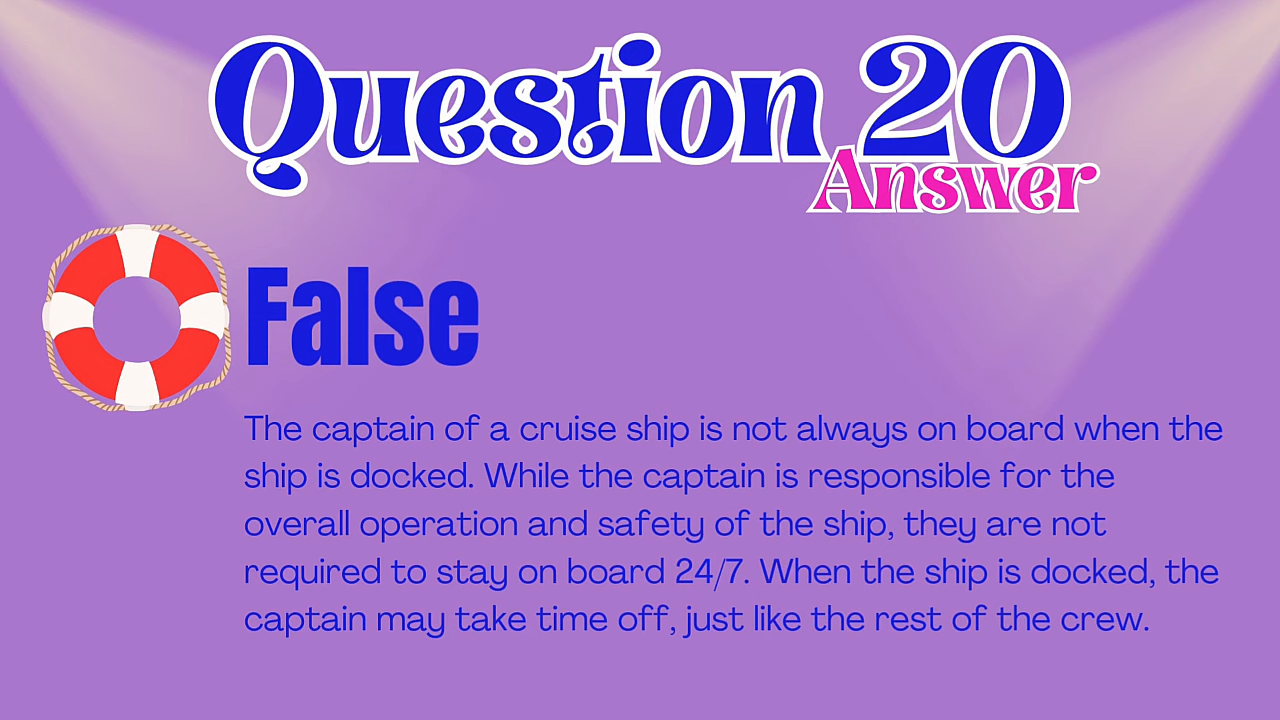 Question 20
Answer
False
The captain of a cruise ship is not always on board when the
ship is docked. While the captain is responsible for the
overall operation and safety of the ship, they are not
required to stay on board 24/7. When the ship is docked, the
captain may take time off, just like the rest of the crew.